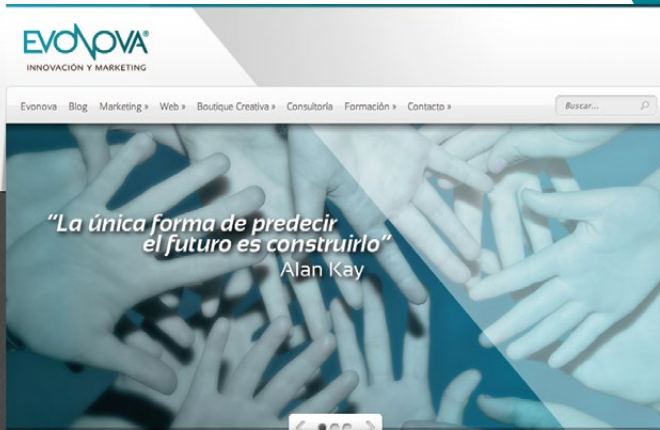 EVONOVA®
INNOVACIÓN Y MARKETING
Evonova Blog Marketing » Web » Boutique Creativa » Consultoría Formación » Contacto »
Buscar...
"La única forma de predecir
el futuro es construirlo"
Alan Kay